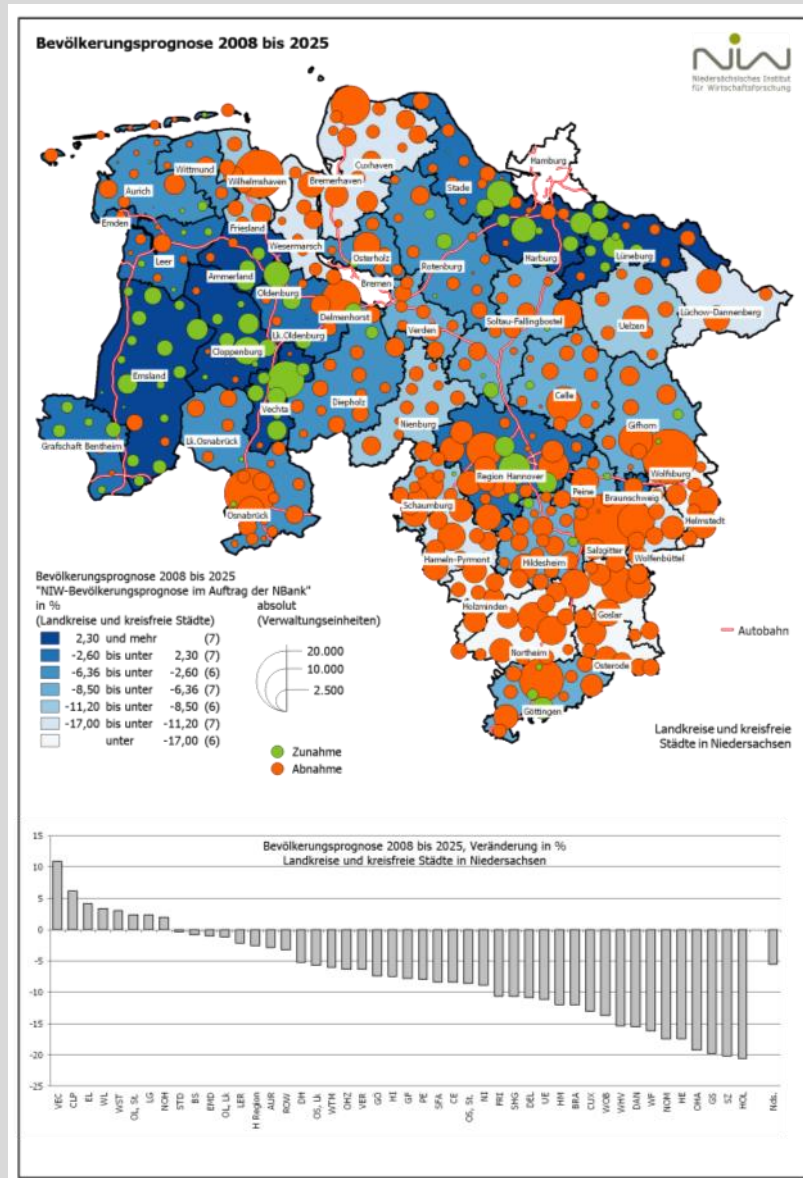 Bevölkerungsprognose 2008 bis 2025
NIW
Niedersächsisches Institut
für Wirtschaftsforschung
Hamburg
Cuxhaven
Wittmund
Wilhelmshaven
Bremerhaven
Stade
Aurich
Emden
Friesland
Wesermarsch
Osterholz
Rotenburg
Harburg
Lüneburg
Leer
Ammerland
Bremen
Oldenburg
Lüchow-Dannenberg
Delmenhorst
Soltau-Fallingbostel
Uelzen
Lk.Oldenburg
Verden
Cloppenburg
Emsland
Celle
Vechta
Diepholz
Nienburg
Gifhorn
Grafschaft Bentheim
Lk.Osnabrück
Region Hannover
Wolfsburg
Peine
Braunschweig
Schaumburg
Helmstedt
Osnabrück
Salzgitter
Wolfenbüttel
Hameln-Pyrmont
Hildesheim
Holzminden
Goslar
Northeim
Osterode
Göttingen
Bevölkerungsprognose 2008 bis 2025
"NIW-Bevölkerungsprognose im Auftrag der NBank"
in %
(Landkreise und kreisfreie Städte)
2,30 und mehr (7)
-2,60 bis unter 2,30 (7)
-6,36 bis unter -2,60 (6)
-8,50 bis unter -6,36 (7)
-11,20 bis unter -8,50 (6)
-17,00 bis unter -11,20 (7)
unter -17,00 (6)
absolut
(Verwaltungseinheiten)
20.000
10.000
2.500
Zunahme
Abnahme
Autobahn
Landkreise und kreisfreie
Städte in Niedersachsen
Bevölkerungsprognose 2008 bis 2025, Veränderung in %
Landkreise und kreisfreie Städte in Niedersachsen
15
10
5
0
-5
-10
-15
-20
-25
VEC
CLP
EL
WL
WST
OL, St.
LG
NOH
STD
BS
EMD
OL, Lk
LER
H Region
AUR
ROW
DH
OS, Lk
WTM
OHZ
VER
GÖ
HI
GF
PE
SFA
CE
OS, St.
NI
FRI
SHG
DEL
UE
HM
BRA
CUX
WOB
WHV
DAN
WF
NOM
HE
OHA
GS
SZ
HOL
Nds.